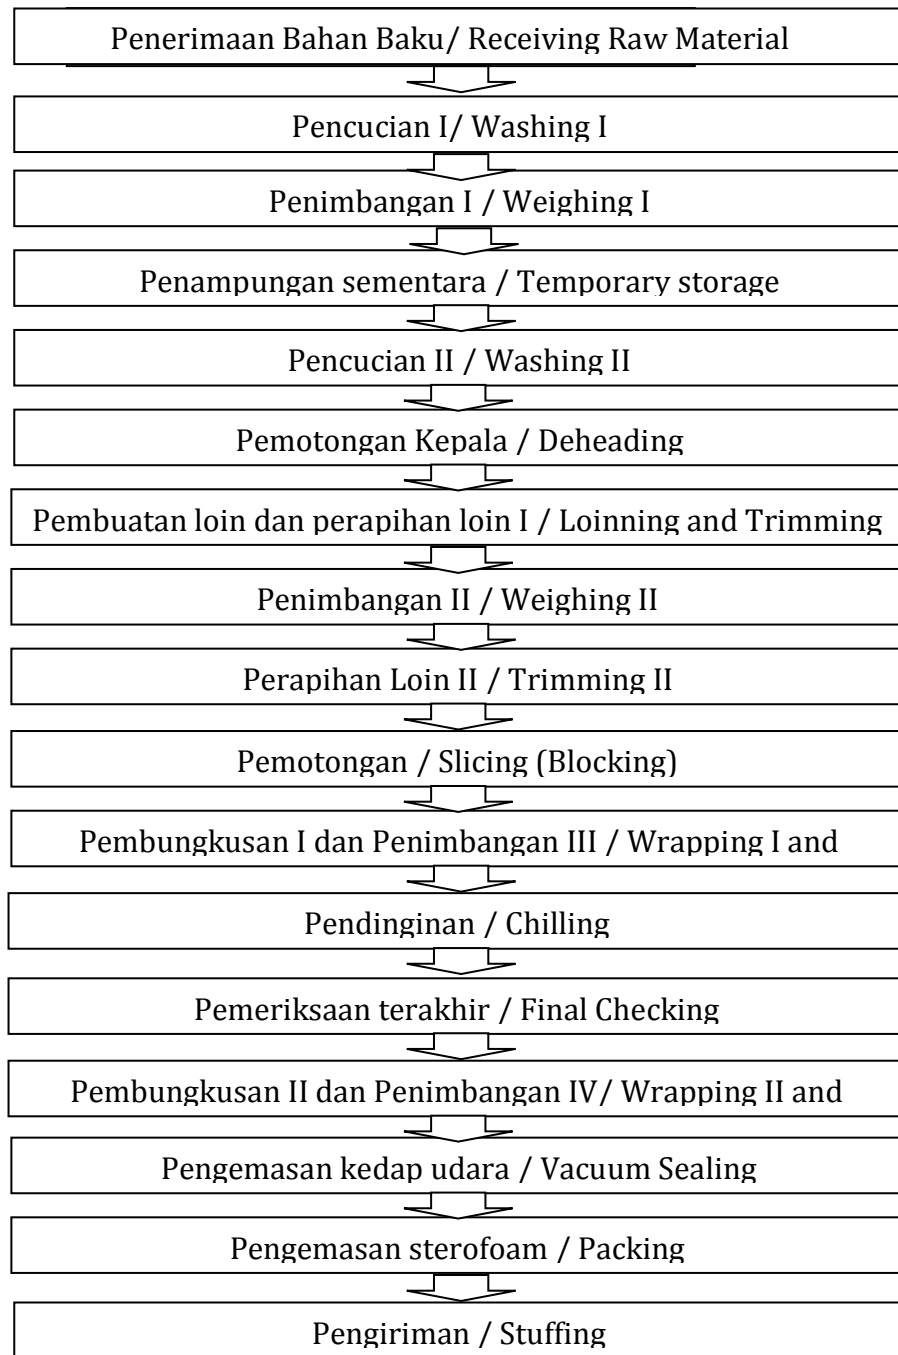 Penerimaan Bahan Baku/ Receiving Raw Material
Pencucian I/ Washing I
Penimbangan I / Weighing I
Penampungan sementara / Temporary storage
Pencucian II / Washing II
Pemotongan Kepala / Deheading
Pembuatan loin dan perapihan loin I / Loinning and Trimming
Penimbangan II / Weighing II
Perapihan Loin II / Trimming II
Pemotongan / Slicing (Blocking)
Pembungkusan I dan Penimbangan III / Wrapping I and
Pendinginan / Chilling
Pemeriksaan terakhir / Final Checking
Pembungkusan II dan Penimbangan IV/ Wrapping II and
Pengemasan kedap udara / Vacuum Sealing
Pengemasan sterofoam / Packing
Pengiriman / Stuffing